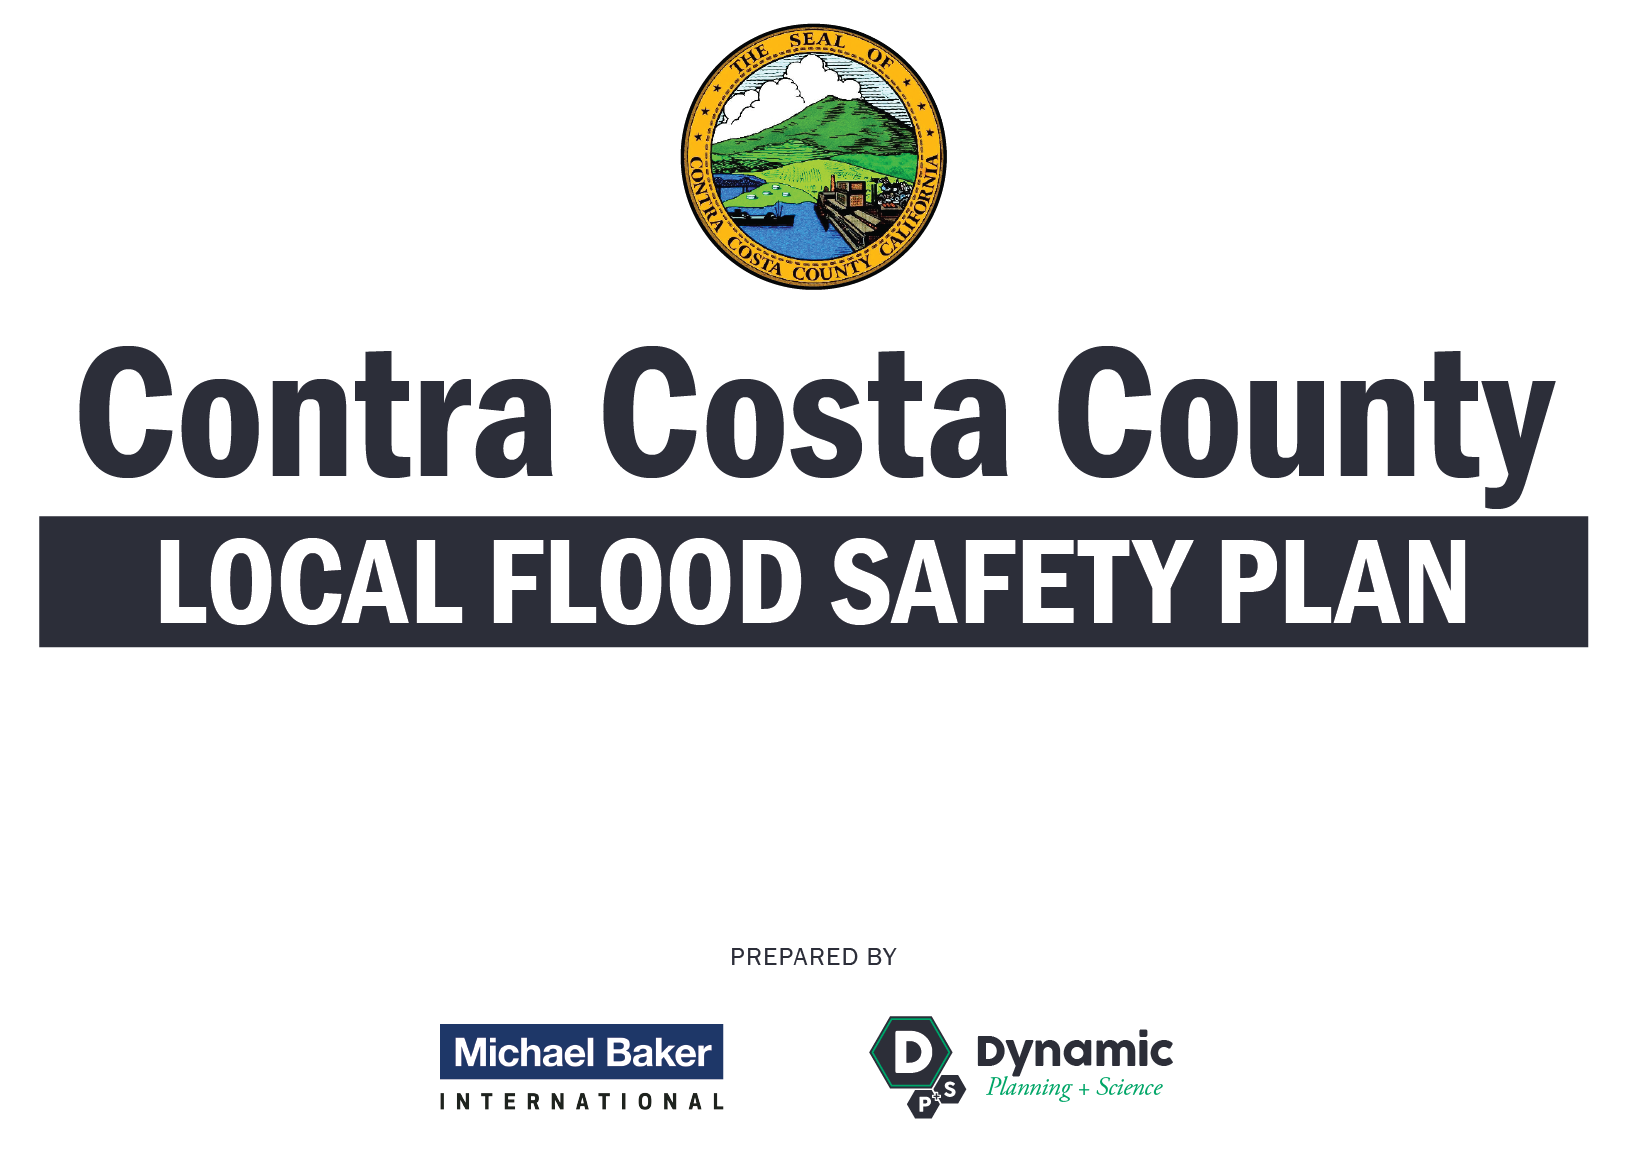 THE SEAL OF
CONTRA COSTA COUNTY CALIFORNIA
Contra Costa County
LOCAL FLOOD SAFETY PLAN
PREPARED BY
Michael Baker
INTERNATIONAL
D
P+S
Dynamic
Planning + Science